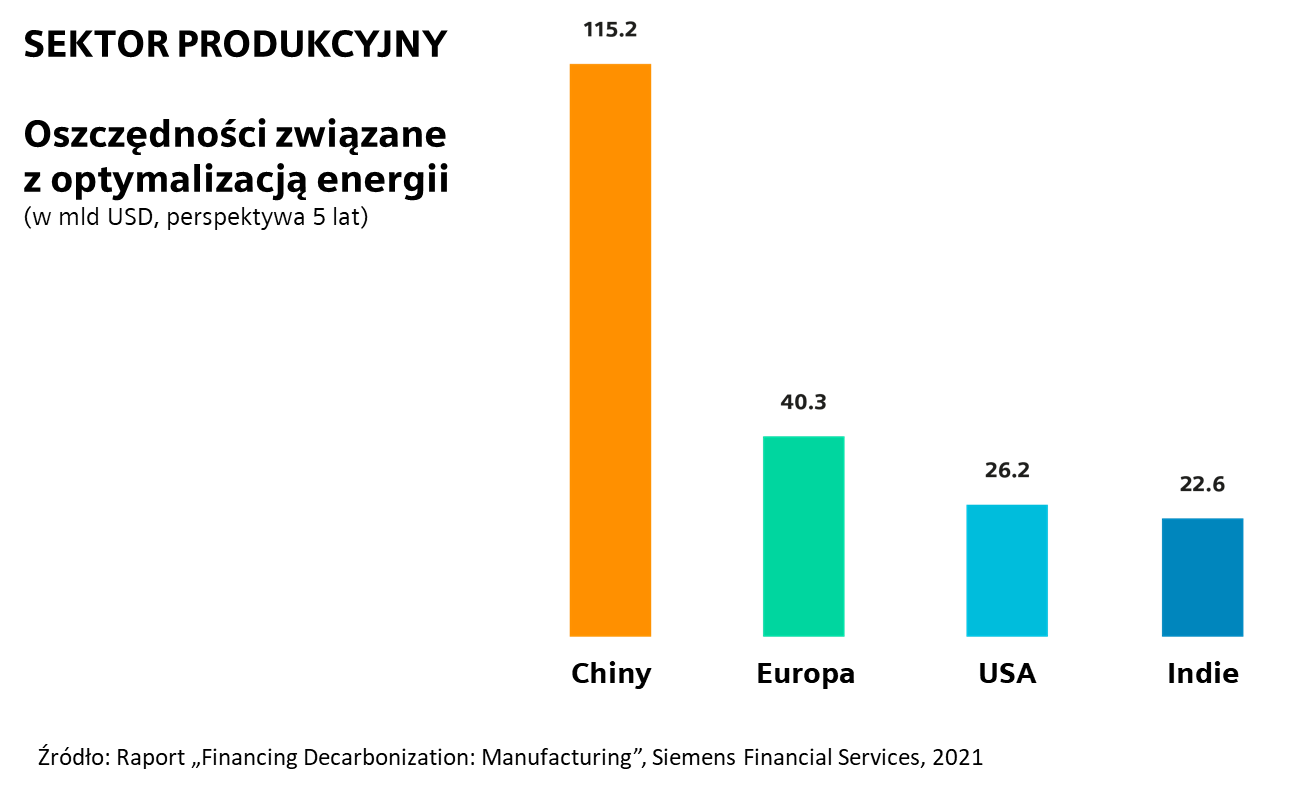 SEKTOR PRODUKCYJNY
Oszczędności związane
z optymalizacją energii
(w mld USD, perspektywa 5 lat)
115.2
40.3
26.2
22.6
Chiny
Europa
USA
Indie
Źródło: Raport „Financing Decarbonization: Manufacturing”, Siemens Financial Services, 2021